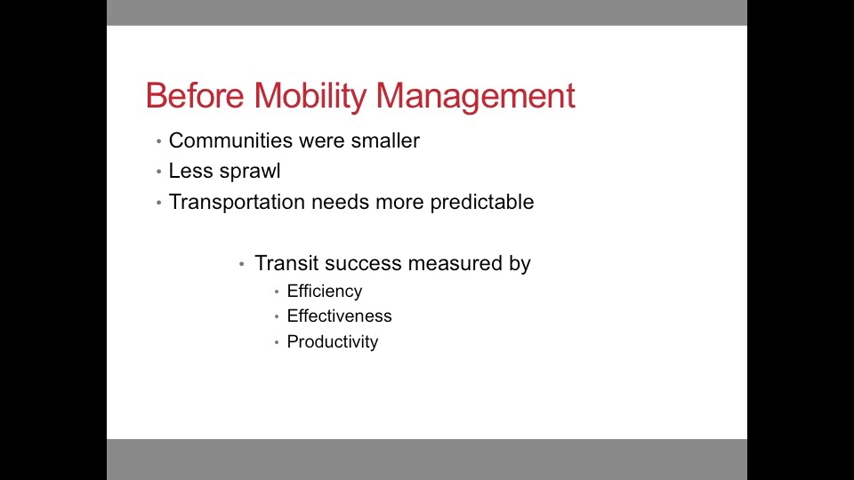 Before Mobility Management
• Communities were smaller
• Less sprawl
• Transportation needs more predictable
• Transit success measured by
• Efficiency
• Effectiveness
• Productivity